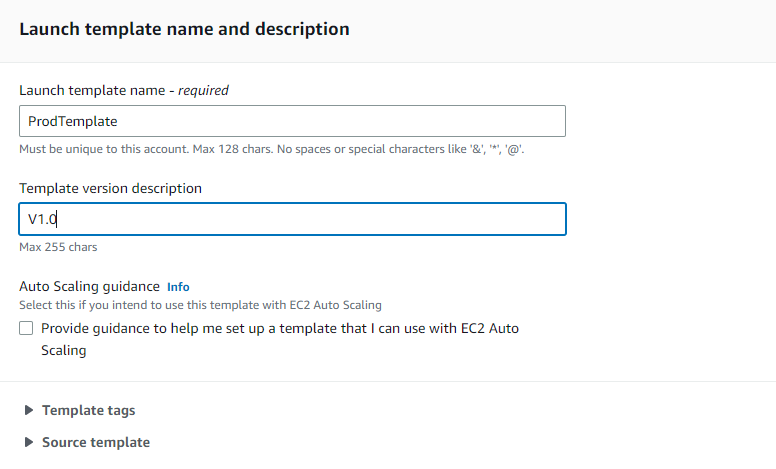 Launch template name and description
Launch template name - required
ProdTemplate
Must be unique to this account. Max 128 chars. No spaces or special characters like '&', '*', '@'.
Template version description
V1.0
Max 255 chars
Auto Scaling guidance Info
Select this if you intend to use this template with EC2 Auto Scaling
Provide guidance to help me set up a template that I can use with EC2 Auto
Scaling
Template tags
Source template